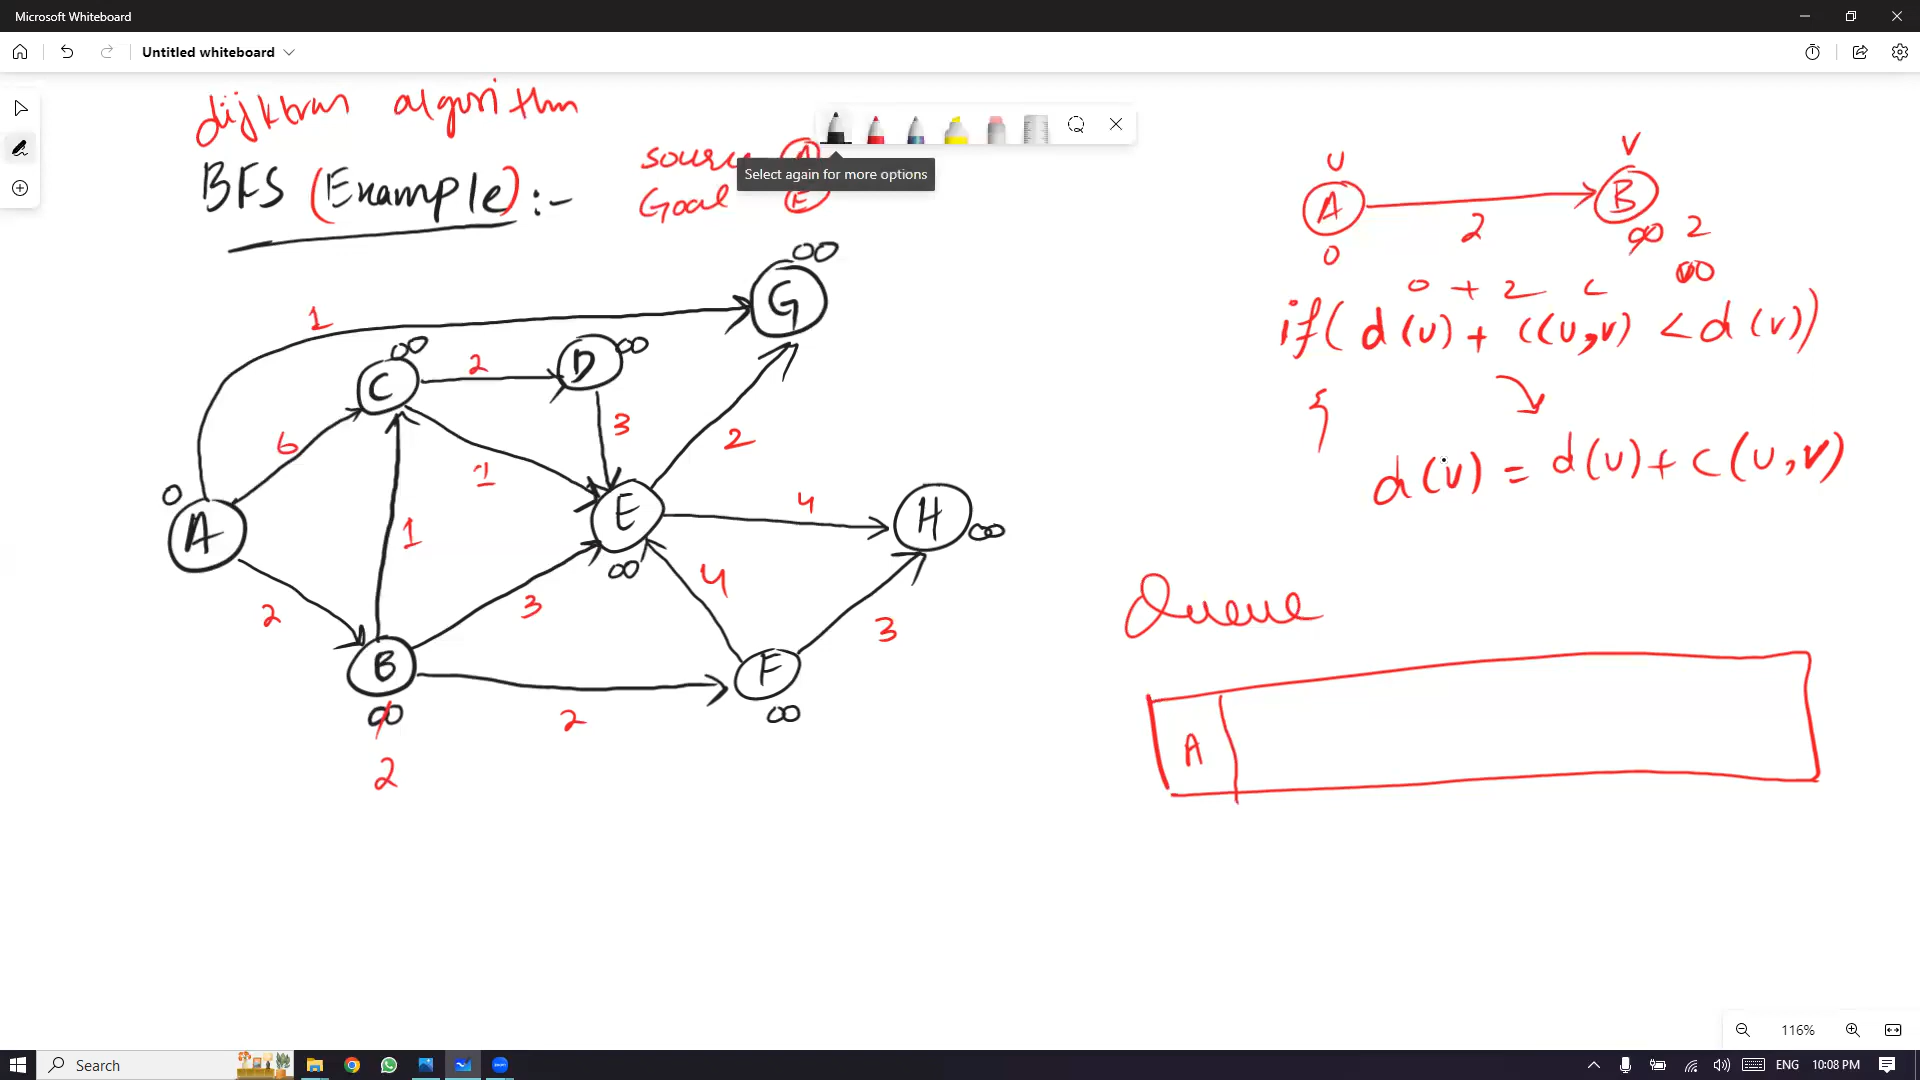 Microsoft Whiteboard
Untitled whiteboard
dijktran algorithm
Select again for more options
BFS (Example) :-
Goal E
U V
A B
2
0 ∞ 2
∞
0 + 2 <
if( d(u) + c(u,v) < d(v))
{
d(v) = d(u) + c(u,v)
∞
G
1
C ∞ 2 D ∞
6 1 3 2
0
A E 4 H ∞
∞
1 4
2 3 3
B F
∞ 2 ∞
2
Queue
A
116%
Search
ENG 10:08 PM